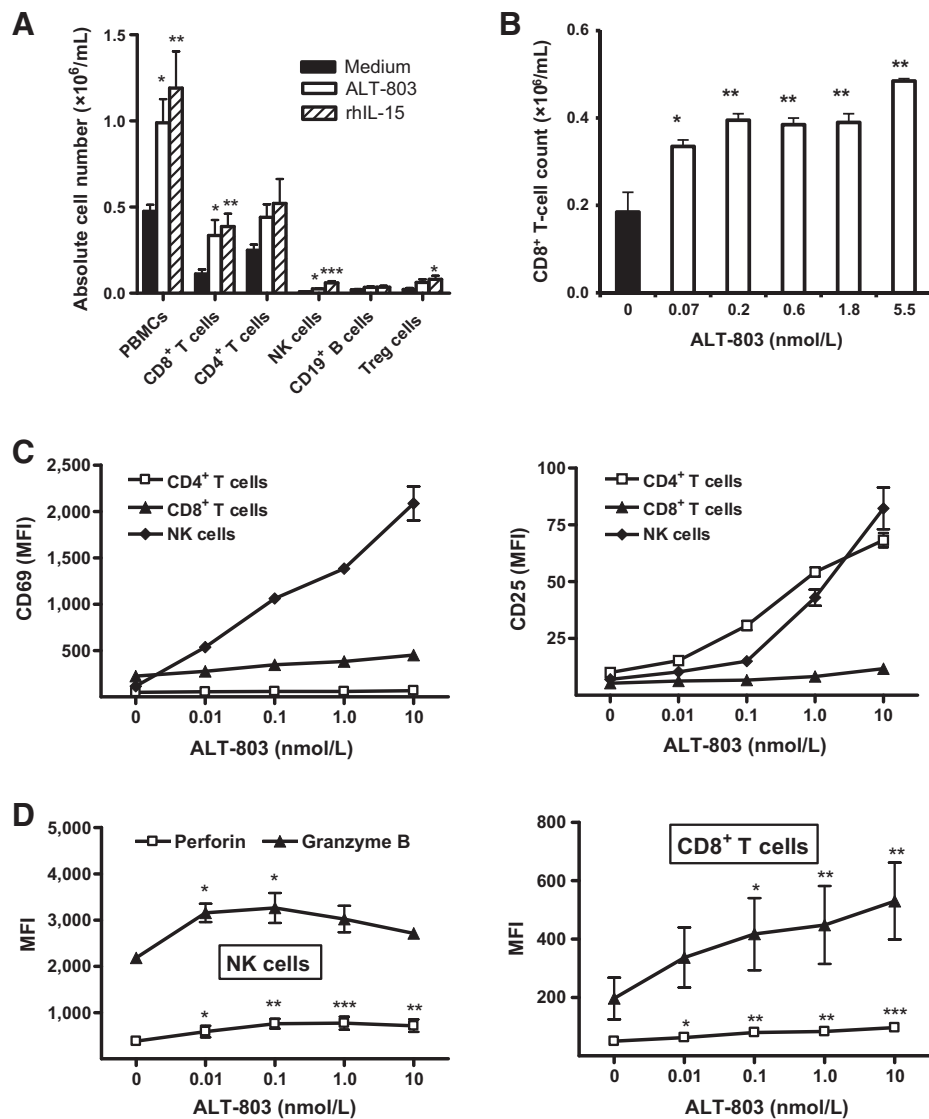 A
Absolute cell number (×10⁶/mL)
1.5
1.0
0.5
0.0
Medium
ALT-803
rhIL-15
* ** * ** * *** *
PBMCs
CD8⁺ T cells
CD4⁺ T cells
NK cells
CD19⁺ B cells
Treg cells
B
CD8⁺ T-cell count (×10⁶/mL)
0.6
0.4
0.2
0.0
* ** ** ** **
0 0.07 0.2 0.6 1.8 5.5
ALT-803 (nmol/L)
C
CD69 (MFI)
2,500
2,000
1,500
1,000
500
CD4⁺ T cells
CD8⁺ T cells
NK cells
0 0.01 0.1 1.0 10
ALT-803 (nmol/L)
CD25 (MFI)
100
75
50
25
CD4⁺ T cells
CD8⁺ T cells
NK cells
0 0.01 0.1 1.0 10
ALT-803 (nmol/L)
D
MFI
5,000
4,000
3,000
2,000
1,000
Perforin Granzyme B
* *
NK cells
* ** *** **
0 0.01 0.1 1.0 10
ALT-803 (nmol/L)
MFI
800
600
400
200
CD8⁺ T cells
* ** **
* ** ** ***
0 0.01 0.1 1.0 10
ALT-803 (nmol/L)